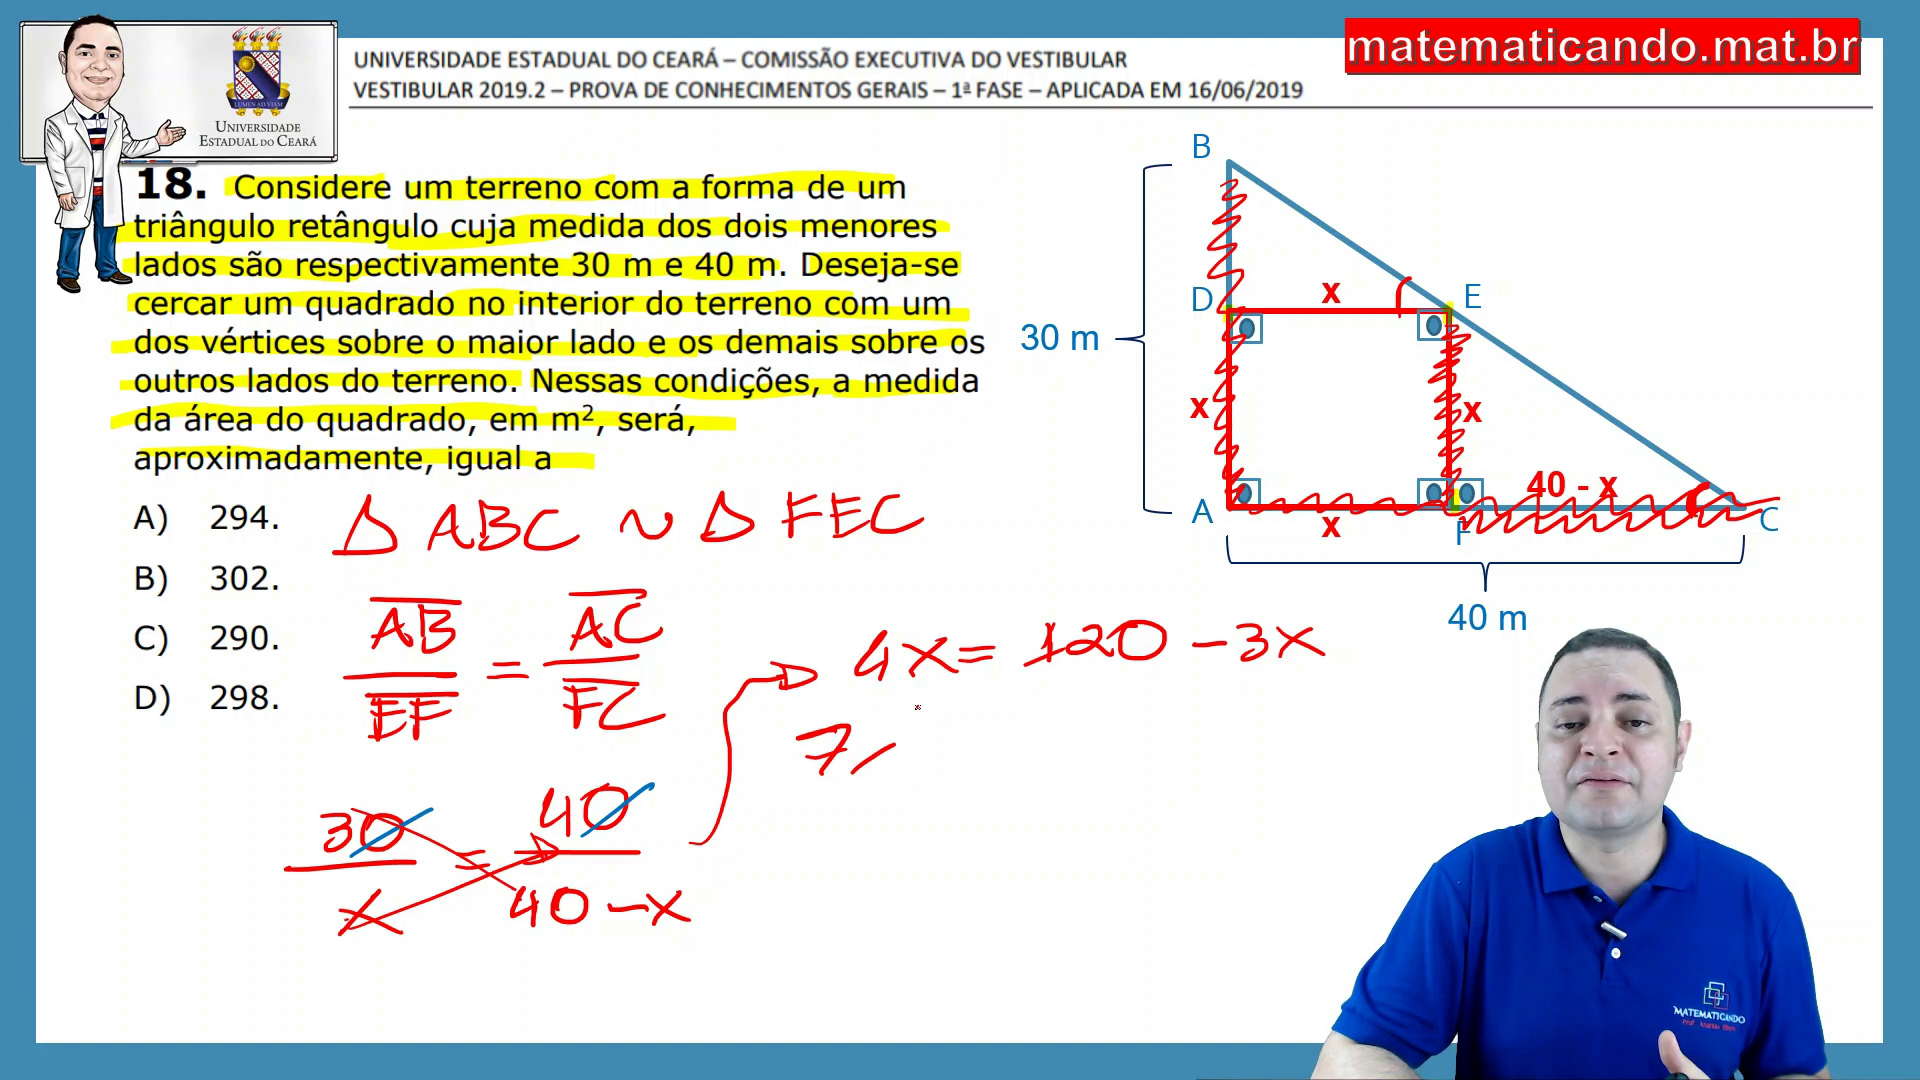 matematicando.mat.br
UNIVERSIDADE ESTADUAL DO CEARÁ – COMISSÃO EXECUTIVA DO VESTIBULAR
VESTIBULAR 2019.2 – PROVA DE CONHECIMENTOS GERAIS – 1ª FASE – APLICADA EM 16/06/2019
UNIVERSIDADE
ESTADUAL DO CEARÁ
18. Considere um terreno com a forma de um
triângulo retângulo cuja medida dos dois menores
lados são respectivamente 30 m e 40 m. Deseja-se
cercar um quadrado no interior do terreno com um
dos vértices sobre o maior lado e os demais sobre os
outros lados do terreno. Nessas condições, a medida
da área do quadrado, em m², será,
aproximadamente, igual a
A) 294.
B) 302.
C) 290.
D) 298.
Δ ABC ~ Δ FEC
AB = AC
EF FC
30 = 40
x 40 - x
4x = 120 - 3x
7
B
D x E
30 m
x x
40 - x
A x F C
40 m
MATEMATICANDO